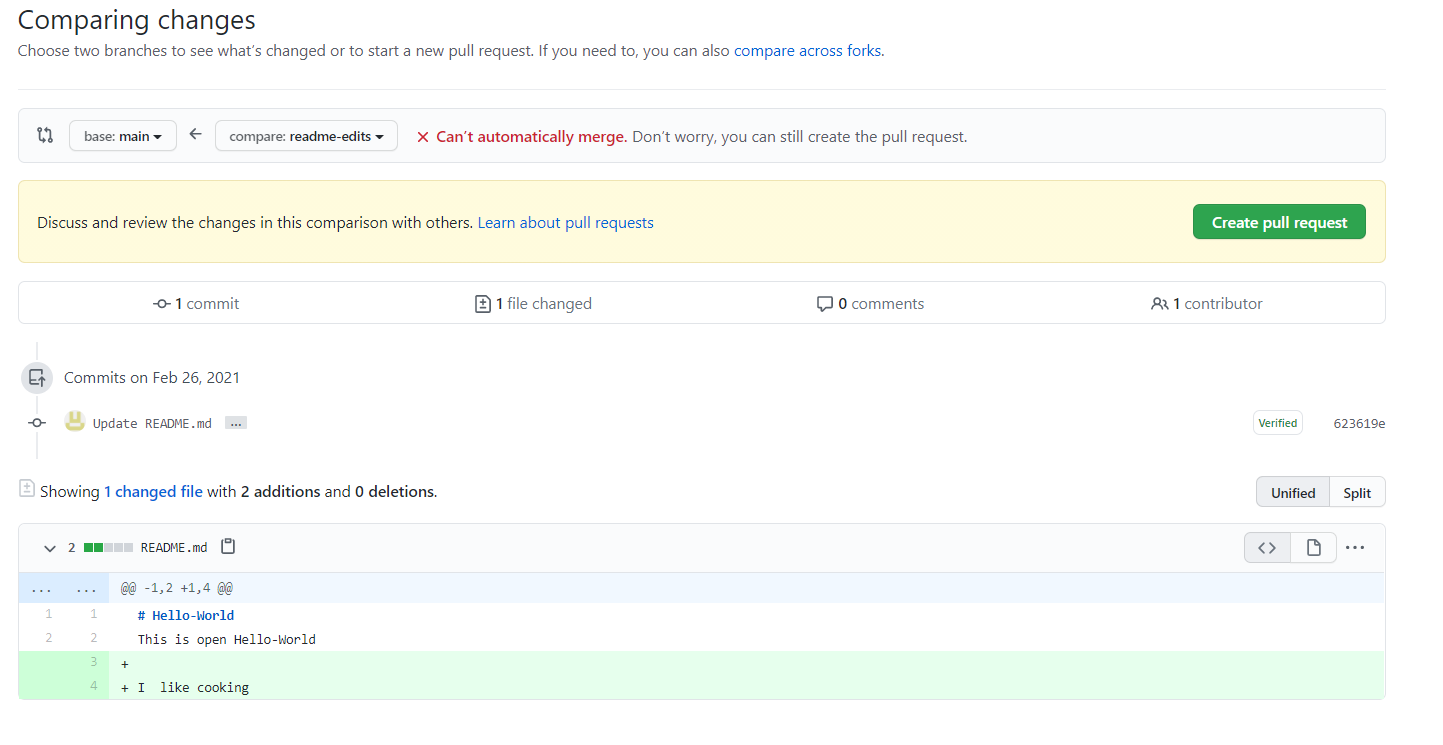 Comparing changes
Choose two branches to see what's changed or to start a new pull request. If you need to, you can also compare across forks.
base: main compare: readme-edits Can't automatically merge. Don't worry, you can still create the pull request.
Discuss and review the changes in this comparison with others. Learn about pull requests Create pull request
1 commit 1 file changed 0 comments 1 contributor
Commits on Feb 26, 2021
Update README.md ... Verified 623619e
Showing 1 changed file with 2 additions and 0 deletions. Unified Split
2 README.md <> ...
... ... @@ -1,2 +1,4 @@
1 1 # Hello-World
2 2 This is open Hello-World
3 +
4 + I  like cooking